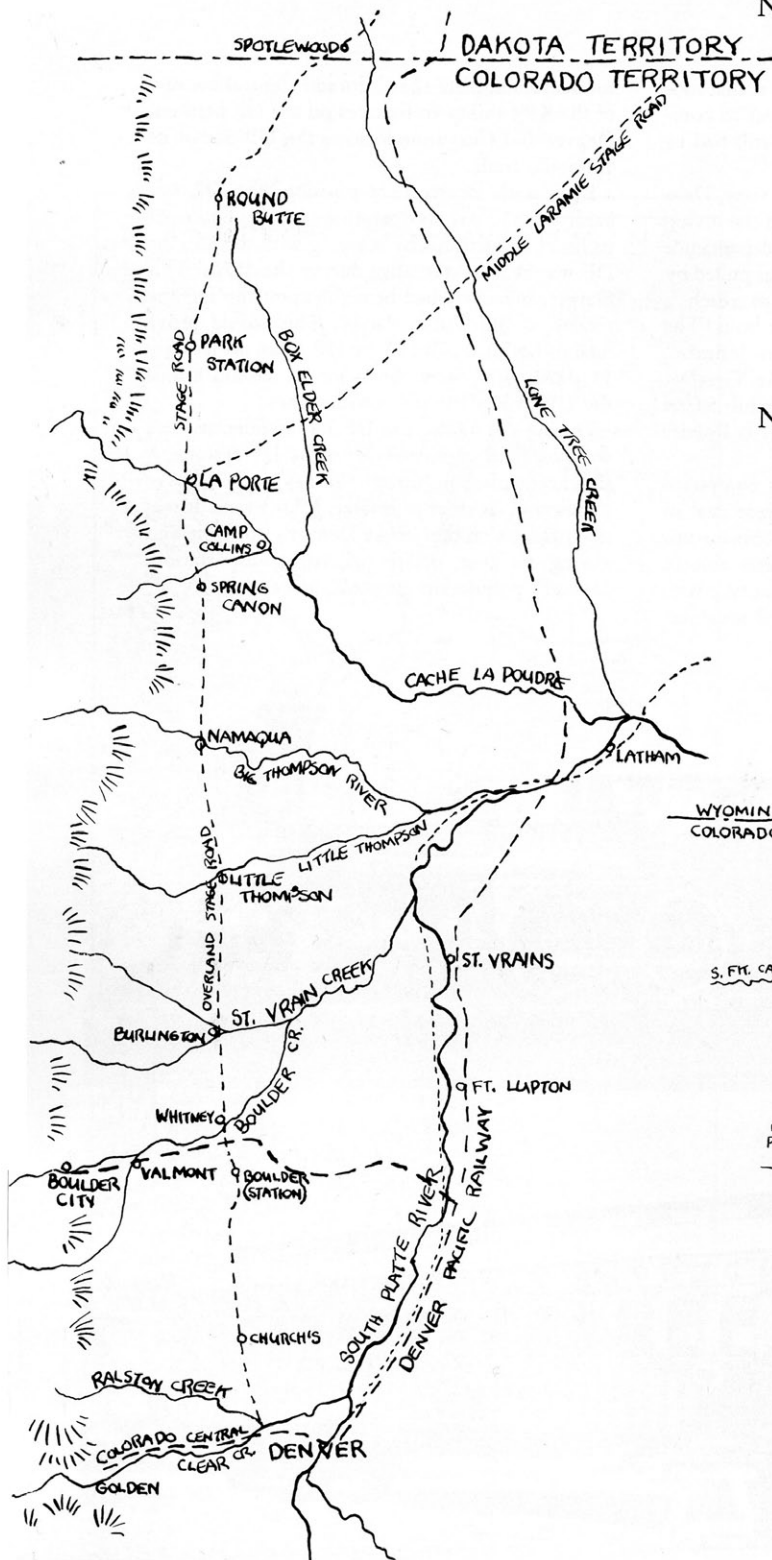 N
SPOTLEWOOD
DAKOTA TERRITORY
COLORADO TERRITORY
MIDDLE LARAMIE STAGE ROAD
ROUND
BUTTE
BOX ELDER CREEK
PARK
STATION
STAGE ROAD
LONE TREE CREEK
N
LA PORTE
CAMP
COLLINS
SPRING
CANON
CACHE LA POUDRE
NAMAQUA
BIG THOMPSON RIVER
LATHAM
WYOMIN
COLORADO
LITTLE THOMPSON
LITTLE
THOMPSON
OVERLAND STAGE ROAD
ST. VRAINS
S. FK. CA
ST. VRAIN CREEK
BURLINGTON
BOULDER CR.
FT. LUPTON
WHITNEY
P
BOULDER
CITY
VALMONT
BOULDER
(STATION)
SOUTH PLATTE RIVER
DENVER PACIFIC RAILWAY
CHURCH'S
RALSTON CREEK
COLORADO CENTRAL
CLEAR CR.
DENVER
GOLDEN